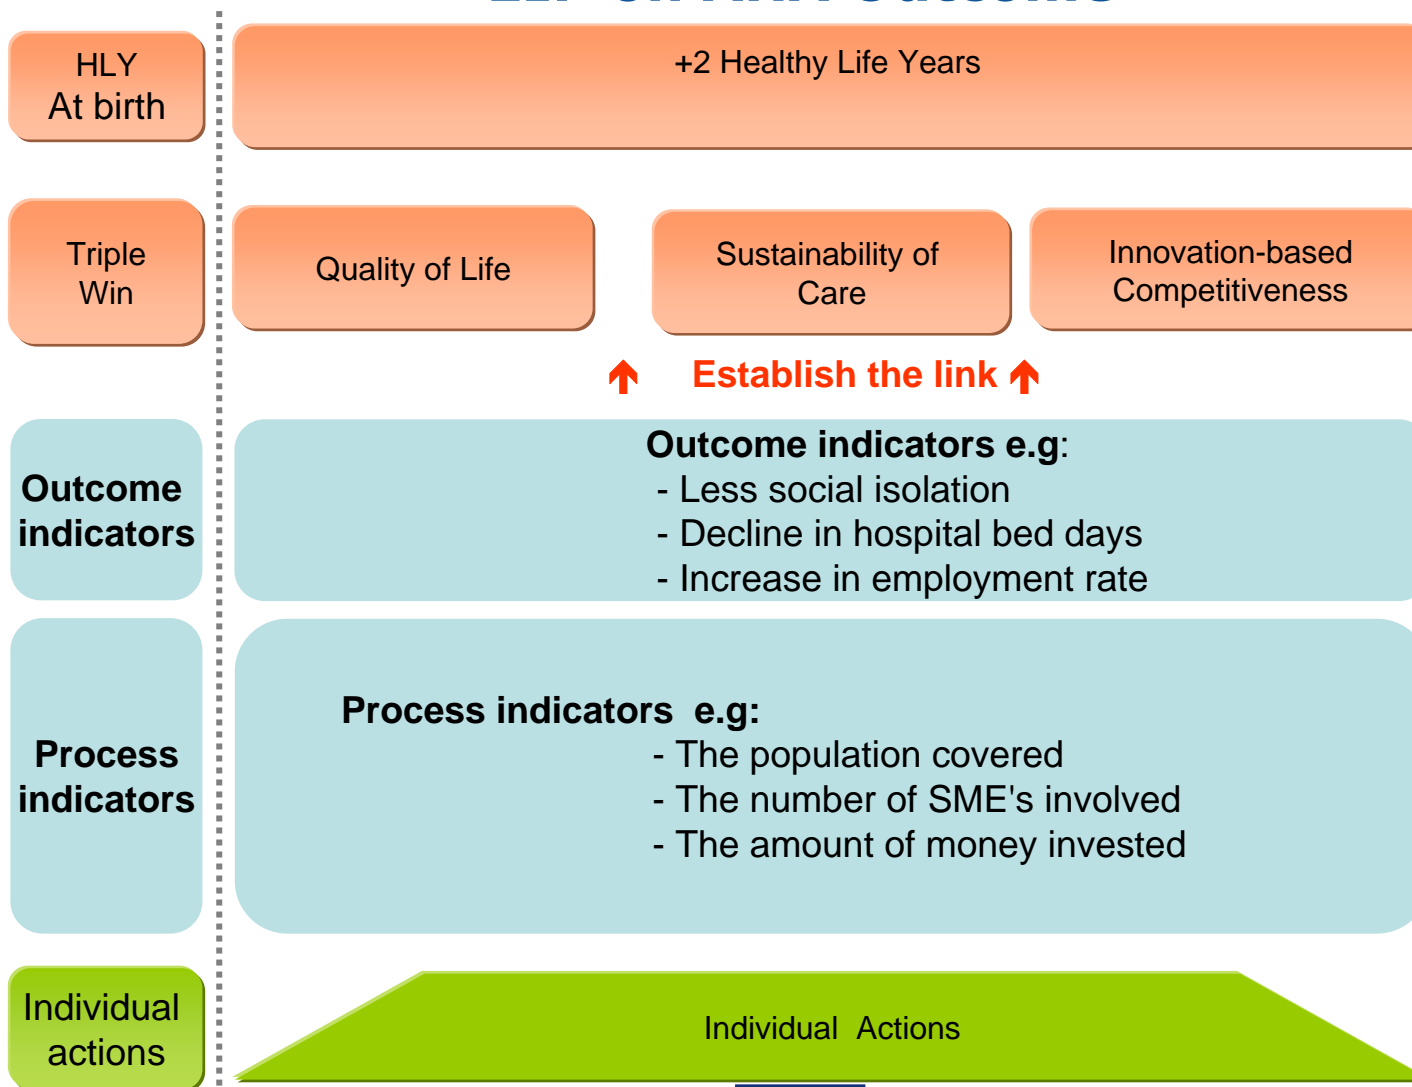 HLY
At birth
+2 Healthy Life Years
Triple
Win
Quality of Life
Sustainability of
Care
Innovation-based
Competitiveness
Establish the link
Outcome
indicators
Outcome indicators e.g:
- Less social isolation
- Decline in hospital bed days
- Increase in employment rate
Process
indicators
Process indicators e.g:
- The population covered
- The number of SME's involved
- The amount of money invested
Individual
actions
Individual Actions